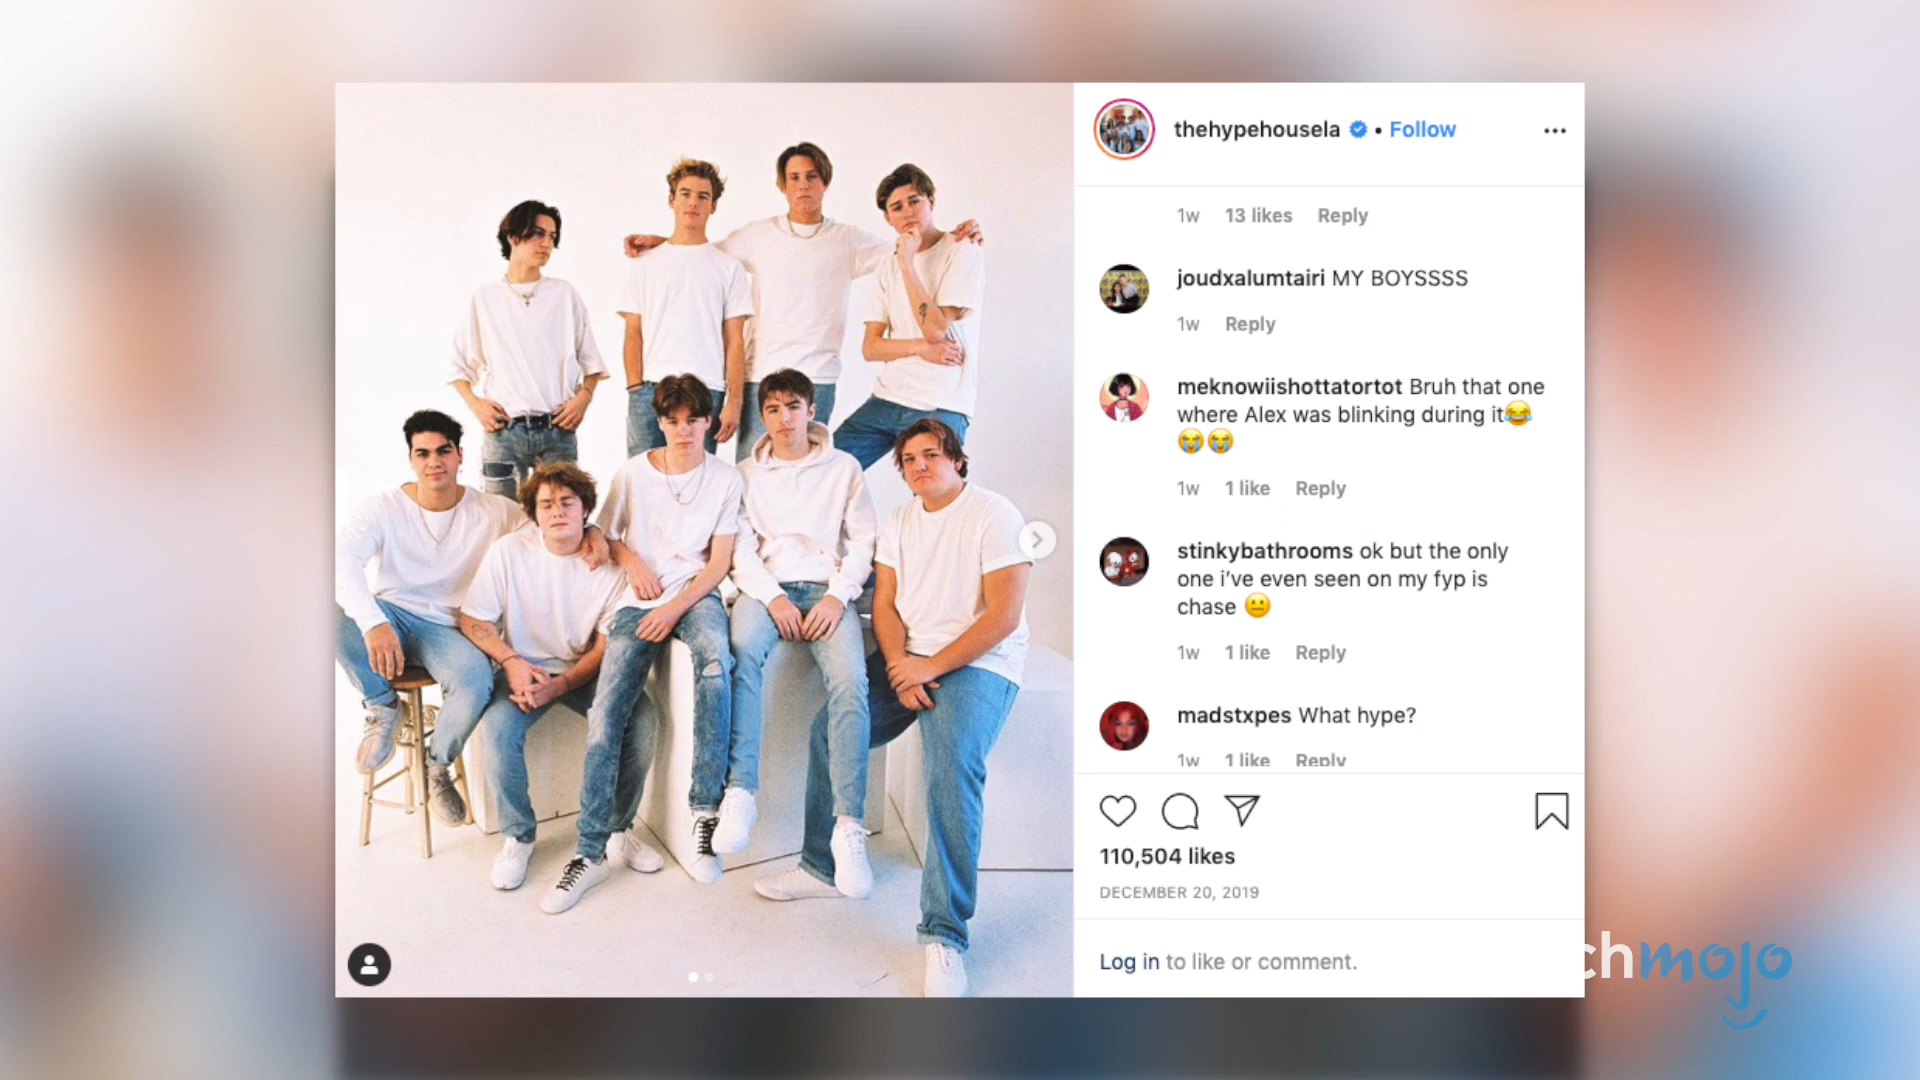 thehypehousela • Follow
1w 13 likes Reply
joudxalumtairi MY BOYSSSS
1w Reply
meknowiishottatortot Bruh that one
where Alex was blinking during it😂
😭😭
1w 1 like Reply
stinkybathrooms ok but the only
one i've even seen on my fyp is
chase 😐
1w 1 like Reply
madstxpes What hype?
1w 1 like Reply
110,504 likes
DECEMBER 20, 2019
Log in to like or comment.
chmojo